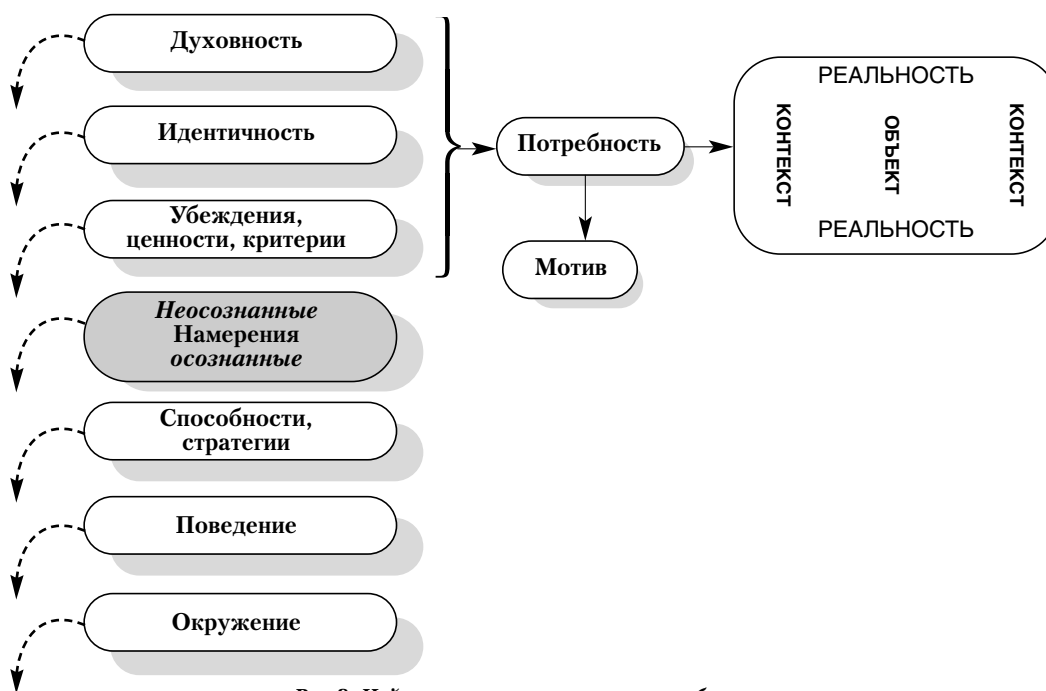 Духовность
Идентичность
Убеждения,
ценности, критерии
Неосознанные
Намерения
осознанные
Способности,
стратегии
Поведение
Окружение
Потребность
Мотив
РЕАЛЬНОСТЬ
КОНТЕКСТ
ОБЪЕКТ
КОНТЕКСТ
РЕАЛЬНОСТЬ